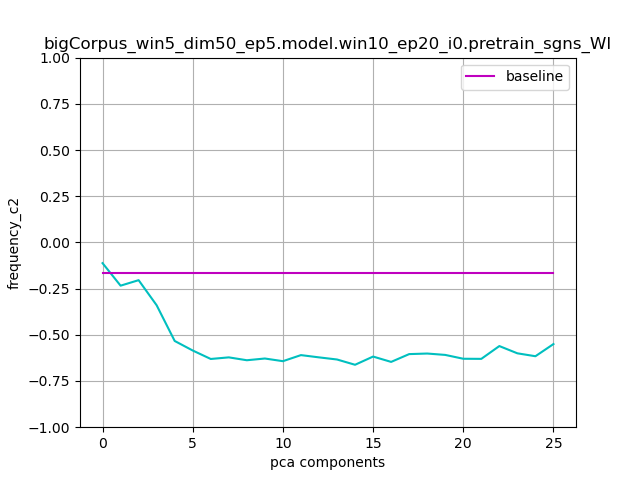 bigCorpus_win5_dim50_ep5.model.win10_ep20_i0.pretrain_sgns_WI
baseline
1.00
0.75
0.50
0.25
0.00
−0.25
−0.50
−0.75
−1.00
frequency_c2
0 5 10 15 20 25
pca components